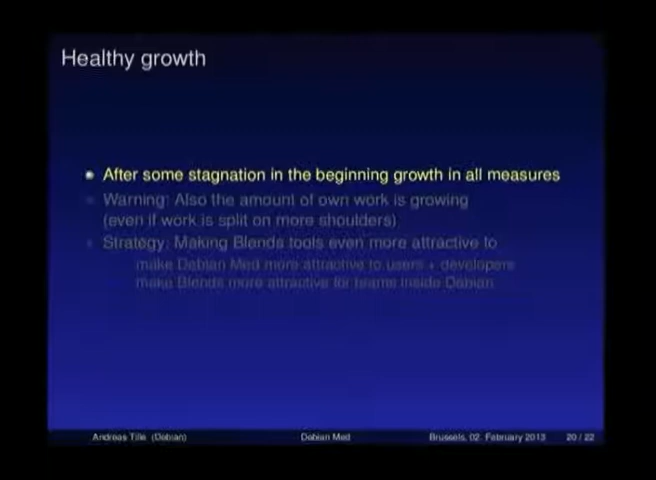 Healthy growth
After some stagnation in the beginning growth in all measures
Warning: Also the amount of own work is growing
(even if work is split on more shoulders)
Strategy: Making Blends tools even more attractive to
make Debian Med more attractive to users + developers
make Blends more attractive for teams inside Debian
Andreas Tille (Debian) Debian Med Brussels, 02. February 2013 20 / 22